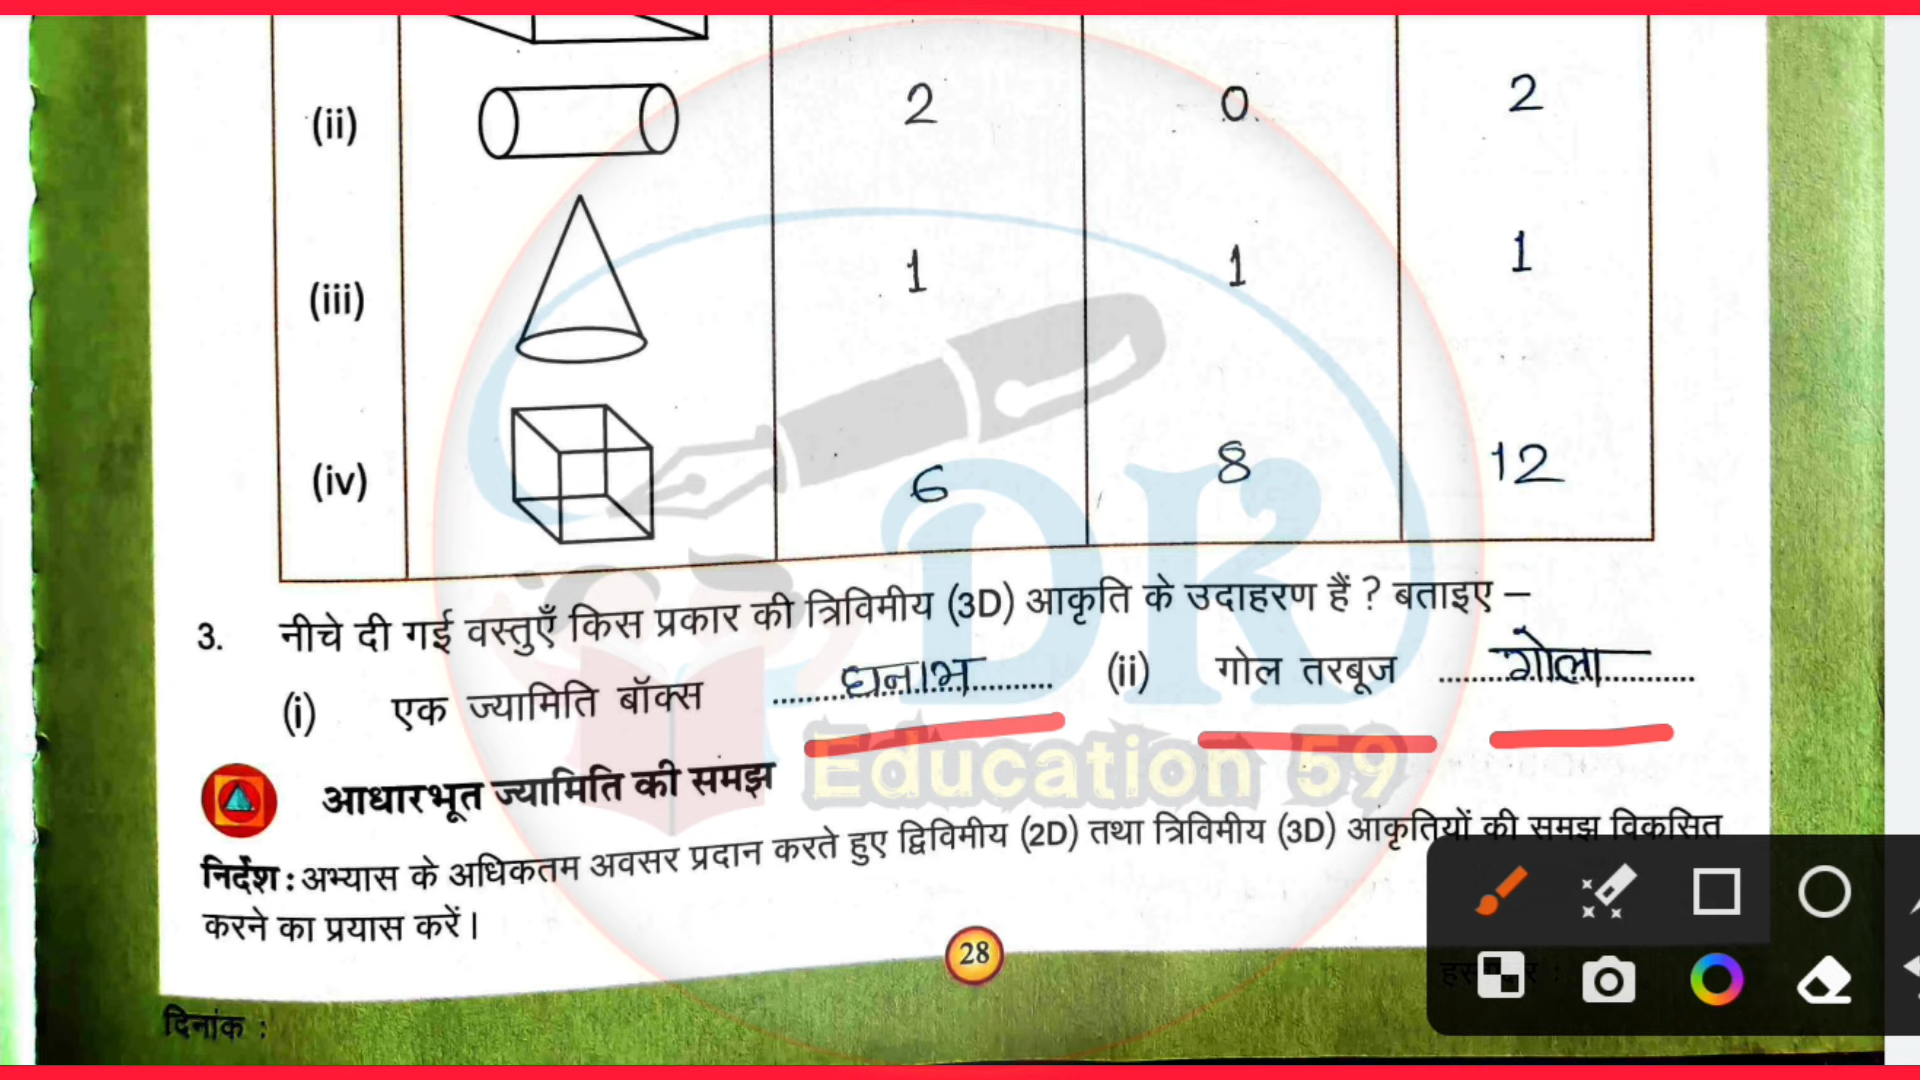 (ii) 2 0 2
(iii) 1 1 1
(iv) 6 8 12
3. नीचे दी गई वस्तुएँ किस प्रकार की त्रिविमीय (3D) आकृति के उदाहरण हैं ? बताइए –
(i) एक ज्यामिति बॉक्स ........ घनाभ ........ (ii) गोल तरबूज ........ गोला ........
DK
Education 59
आधारभूत ज्यामिति की समझ
निर्देश : अभ्यास के अधिकतम अवसर प्रदान करते हुए द्विविमीय (2D) तथा त्रिविमीय (3D) आकृतियों की समझ विकसित
करने का प्रयास करें।
28
दिनांक :